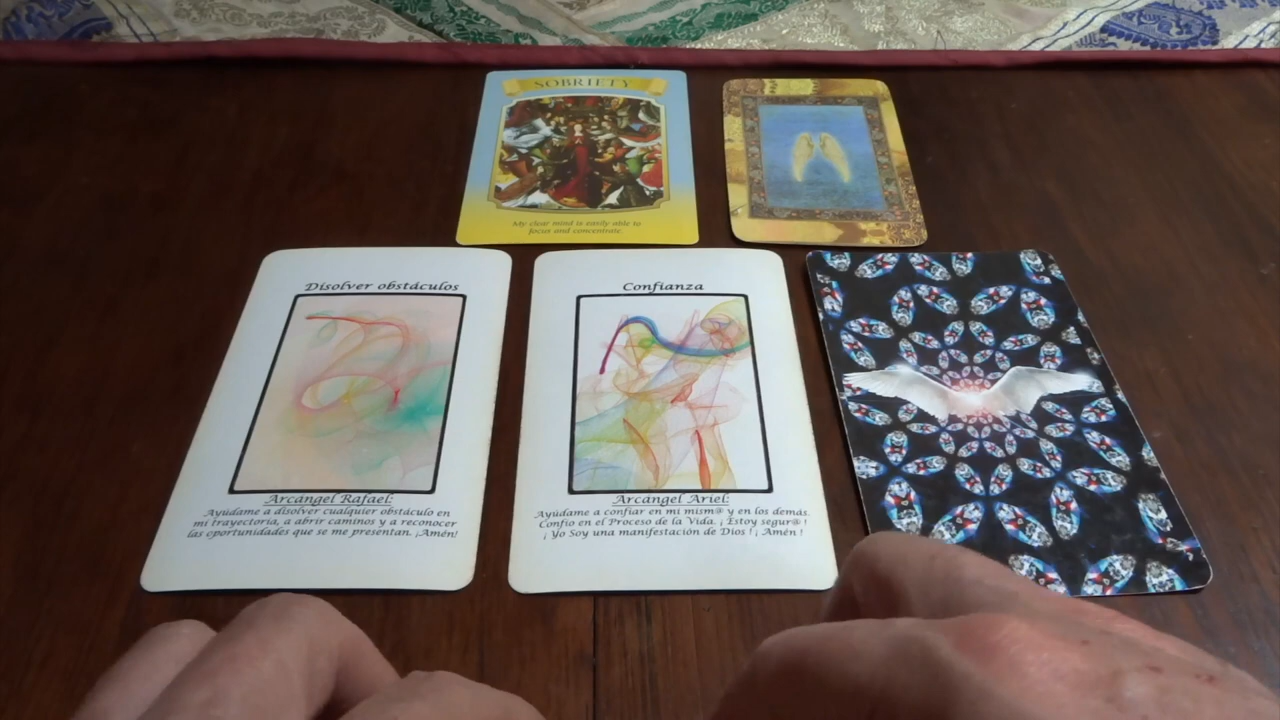 SOBRIETY
My clear mind is easily able to
focus and concentrate.
Disolver obstáculos
Arcángel Rafael:
Ayúdame a disolver cualquier obstáculo en
mi trayectoria, a abrir caminos y a reconocer
las oportunidades que se me presentan. ¡Amén!
Confianza
Arcángel Ariel:
Ayúdame a confiar en mi mism@ y en los demás.
Confío en el Proceso de la Vida. ¡ Estoy segur@ !
¡ Yo Soy una manifestación de Dios ! ¡ Amén !